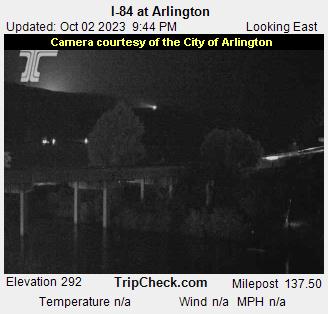 I-84 at Arlington
Updated: Oct 02 2023 9:44 PM Looking East
Camera courtesy of the City of Arlington
Elevation 292 TripCheck.com Milepost 137.50
Temperature n/a Wind n/a MPH n/a